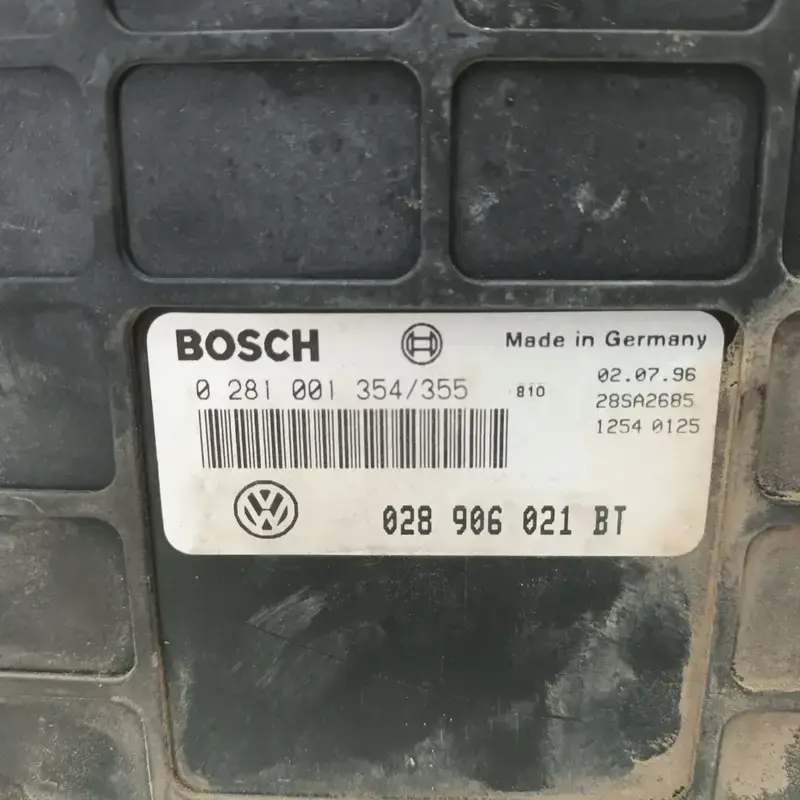 BOSCH
Made in Germany
0 281 001 354/355
810
02.07.96
28SA2685
1254 0125
VW
028 906 021 BT